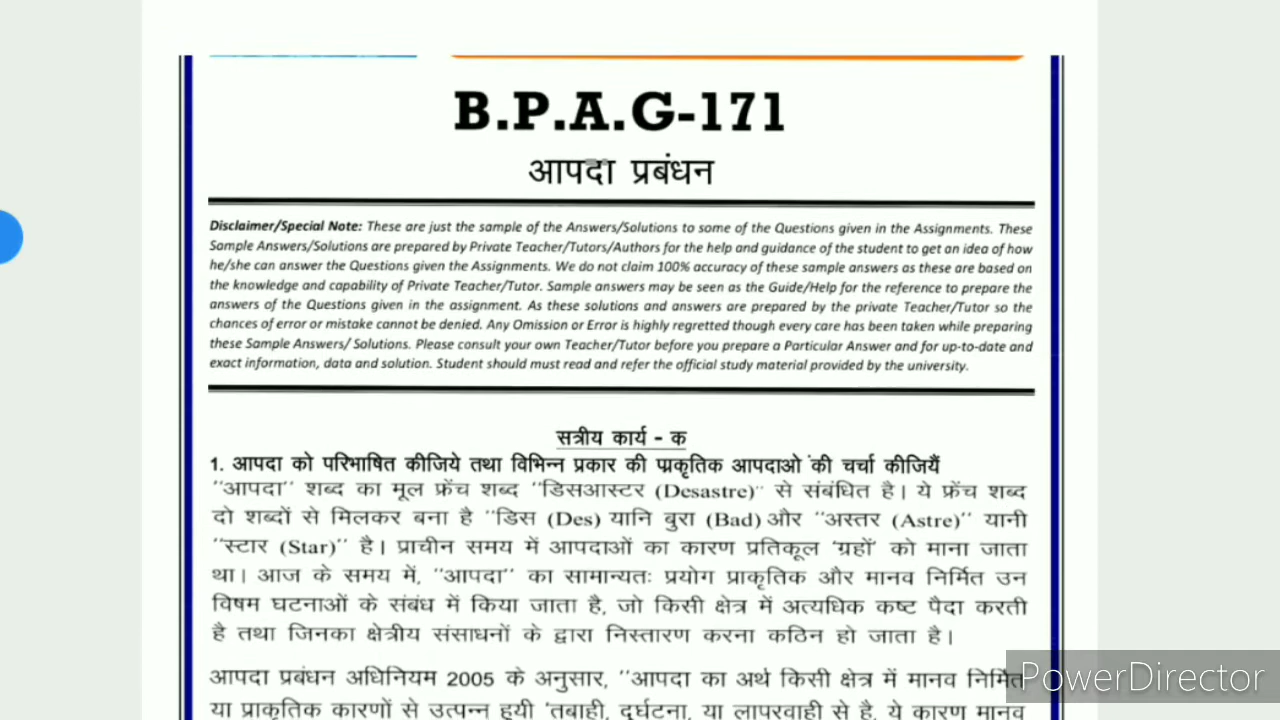 B.P.A.G-171
आपदा प्रबंधन
Disclaimer/Special Note: These are just the sample of the Answers/Solutions to some of the Questions given in the Assignments. These
Sample Answers/Solutions are prepared by Private Teacher/Tutors/Authors for the help and guidance of the student to get an idea of how
he/she can answer the Questions given the Assignments. We do not claim 100% accuracy of these sample answers as these are based on
the knowledge and capability of Private Teacher/Tutor. Sample answers may be seen as the Guide/Help for the reference to prepare the
answers of the Questions given in the assignment. As these solutions and answers are prepared by the private Teacher/Tutor so the
chances of error or mistake cannot be denied. Any Omission or Error is highly regretted though every care has been taken while preparing
these Sample Answers/ Solutions. Please consult your own Teacher/Tutor before you prepare a Particular Answer and for up-to-date and
exact information, data and solution. Student should must read and refer the official study material provided by the university.
सत्रीय कार्य - क
1. आपदा को परिभाषित कीजिये तथा विभिन्न प्रकार की प्रकृतिक आपदाओ की चर्चा कीजियैं
"आपदा" शब्द का मूल फ्रेंच शब्द "डिसआस्टर (Desastre)" से संबंधित है। ये फ्रेंच शब्द
दो शब्दों से मिलकर बना है "डिस (Des) यानि बुरा (Bad) और "अस्तर (Astre)" यानी
"स्टार (Star)" है। प्राचीन समय में आपदाओं का कारण प्रतिकूल 'ग्रहों' को माना जाता
था। आज के समय में, "आपदा" का सामान्यतः प्रयोग प्राकृतिक और मानव निर्मित उन
विषम घटनाओं के संबंध में किया जाता है, जो किसी क्षेत्र में अत्यधिक कष्ट पैदा करती
है तथा जिनका क्षेत्रीय संसाधनों के द्वारा निस्तारण करना कठिन हो जाता है।
आपदा प्रबंधन अधिनियम 2005 के अनुसार, "आपदा का अर्थ किसी क्षेत्र में मानव निर्मित
या प्राकृतिक कारणों से उत्पन्न हुयी 'तबाही, दुर्घटना, या लापरवाही से है, ये कारण मानव
PowerDirector